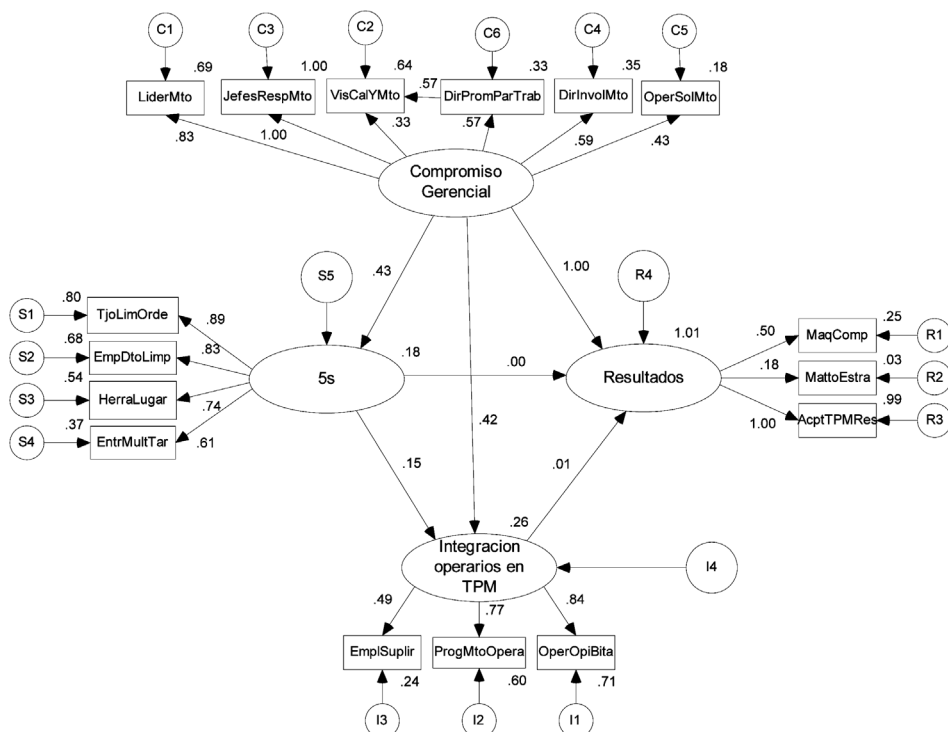 C1
C3
C2
C6
C4
C5
.69
1.00
.64
.33
.35
.18
LiderMto
JefesRespMto
VisCalYMto
.57
DirPromParTrab
DirInvolMto
OperSolMto
.83
1.00
.33
.57
.59
.43
Compromiso
Gerencial
S5
.43
1.00
R4
S1
.80
TjoLimOrde
.89
S2
.68
EmpDtoLimp
.83
S3
.54
HerraLugar
.74
S4
.37
EntrMultTar
.61
5s
.18
.00
.42
1.01
Resultados
.50
MaqComp
.25
R1
.18
MattoEstra
.03
R2
1.00
AcptTPMRes
.99
R3
.15
.01
.26
Integracion
operarios en
TPM
I4
.49
.77
.84
EmplSuplir
ProgMtoOpera
OperOpiBita
.24
.60
.71
I3
I2
I1